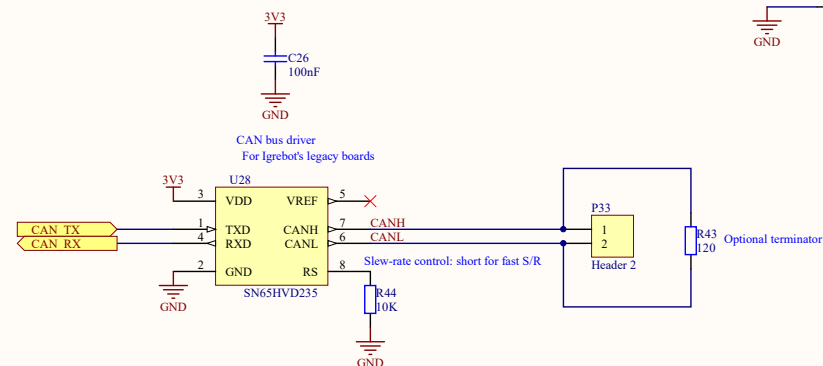 3V3
C26
100nF
GND
GND
CAN bus driver
For Igrebot's legacy boards
3V3
U28
3 VDD VREF 5
CAN_TX 1 TXD CANH 7 CANH
CAN_RX 4 RXD CANL 6 CANL
2 GND RS 8
SN65HVD235
GND
Slew-rate control: short for fast S/R
R44
10K
GND
P33
1
2
Header 2
R43
120
Optional terminator